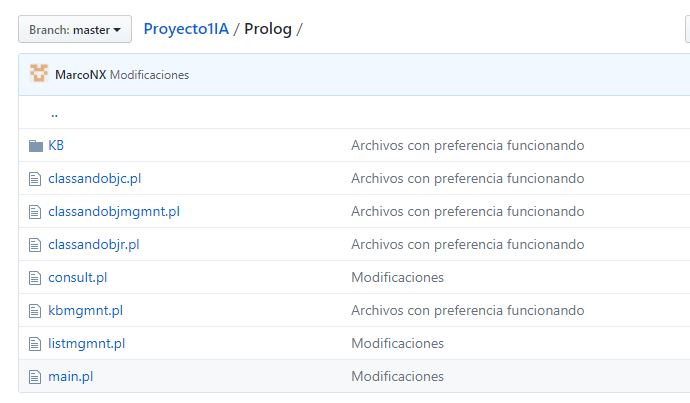 Branch: master Proyecto1IA / Prolog /
MarcoNX Modificaciones
..
KB Archivos con preferencia funcionando
classandobjc.pl Archivos con preferencia funcionando
classandobjmgmnt.pl Archivos con preferencia funcionando
classandobjr.pl Archivos con preferencia funcionando
consult.pl Modificaciones
kbmgmnt.pl Archivos con preferencia funcionando
listmgmnt.pl Modificaciones
main.pl Modificaciones